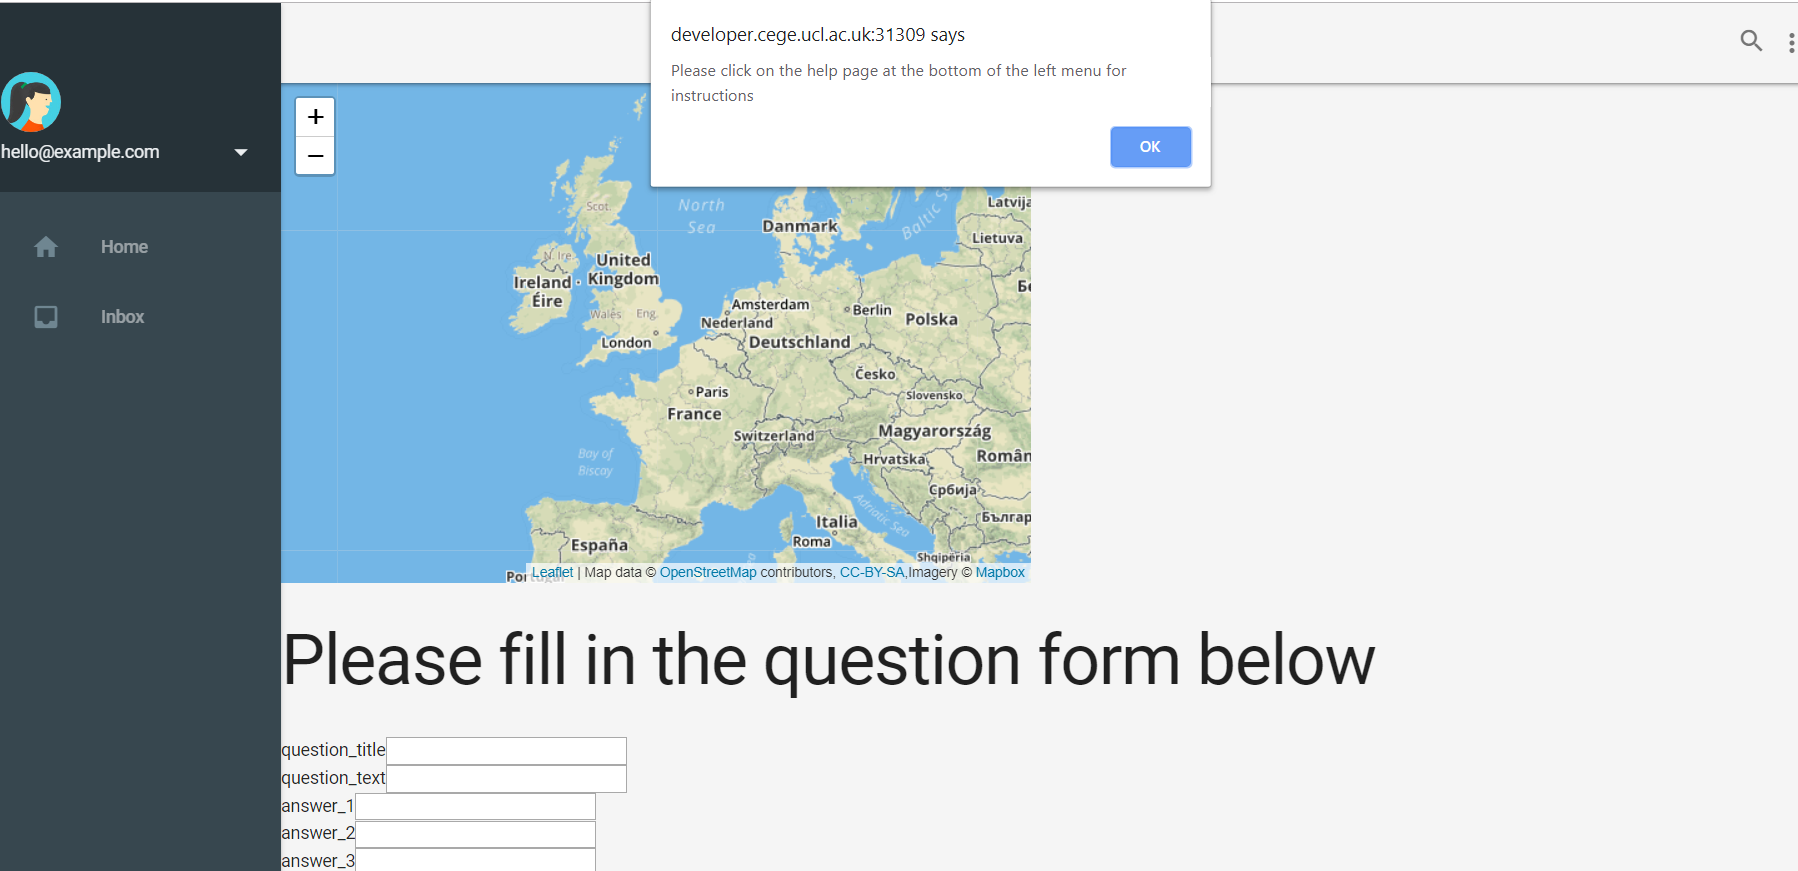 developer.cege.ucl.ac.uk:31309 says
Please click on the help page at the bottom of the left menu for
instructions
OK
hello@example.com
Home
Inbox
+
−
Scot.
North
Sea
Danmark
Baltic
Latvija
Lietuva
N. Ire.
United
Kingdom
Ireland
Éire
Wales
Eng.
London
Amsterdam
Nederland
Berlin
Polska
Deutschland
Česko
Paris
France
Slovensko
Switzerland
Magyarország
Hrvatska
Român
Bay of
Biscay
Србија
Българ
Adriatic Sea
Italia
Roma
España
Shqipëria
Leaflet | Map data © OpenStreetMap contributors, CC-BY-SA,Imagery © Mapbox
Please fill in the question form below
question_title
question_text
answer_1
answer_2
answer_3